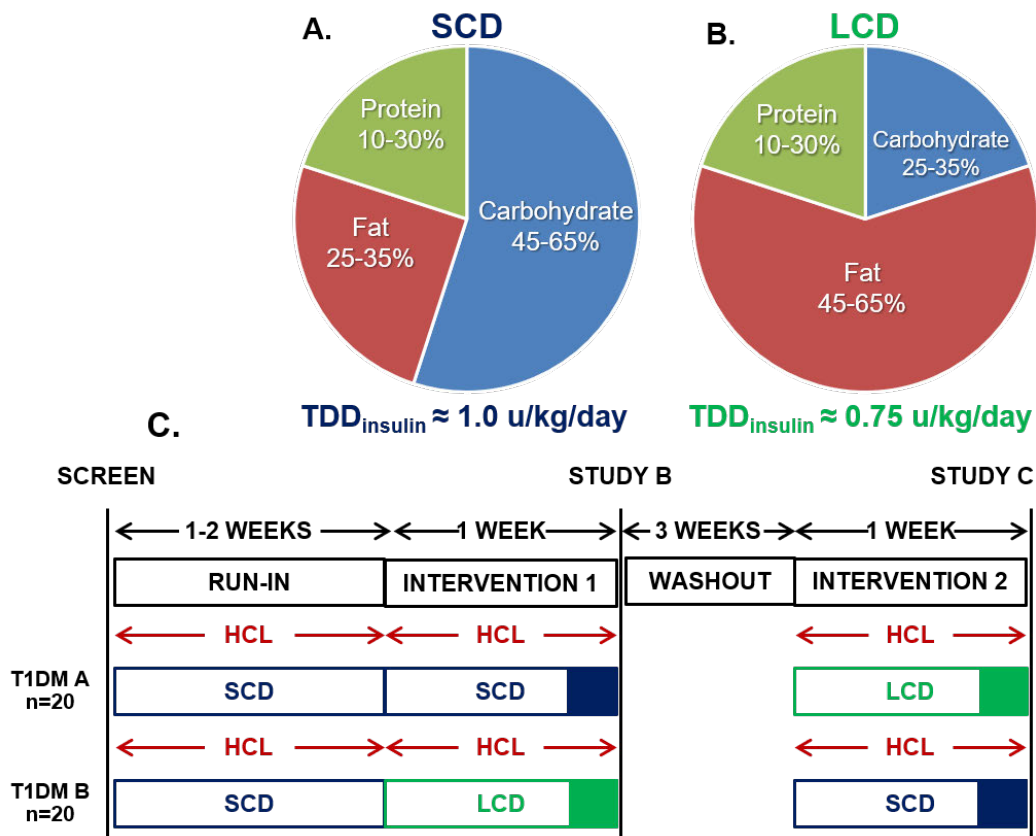 A.
SCD
Protein
10-30%
Carbohydrate
45-65%
Fat
25-35%
TDDinsulin ≈ 1.0 u/kg/day
B.
LCD
Protein
10-30%
Carbohydrate
25-35%
Fat
45-65%
TDDinsulin ≈ 0.75 u/kg/day
C.
SCREEN
STUDY B
STUDY C
1-2 WEEKS
1 WEEK
3 WEEKS
1 WEEK
RUN-IN
INTERVENTION 1
WASHOUT
INTERVENTION 2
HCL
HCL
HCL
T1DM A
n=20
SCD
SCD
LCD
HCL
HCL
HCL
T1DM B
n=20
SCD
LCD
SCD